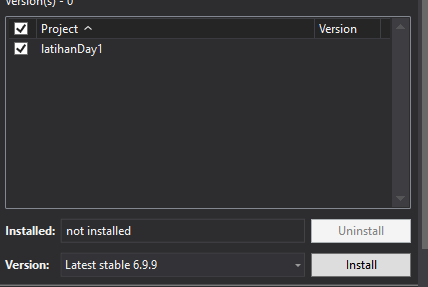 Version(s) - 0
Project Version
latihanDay1
Installed: not installed Uninstall
Version: Latest stable 6.9.9 Install